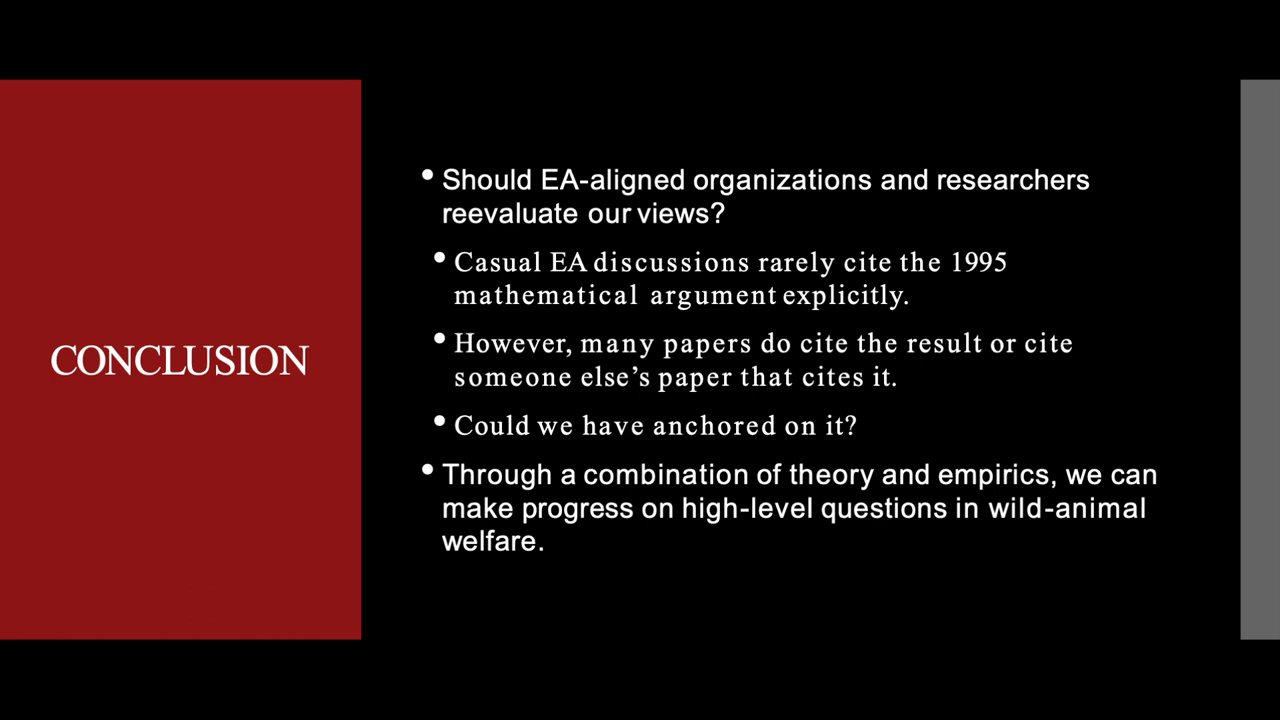 CONCLUSION
• Should EA-aligned organizations and researchers
reevaluate our views?
• Casual EA discussions rarely cite the 1995
mathematical argument explicitly.
• However, many papers do cite the result or cite
someone else’s paper that cites it.
• Could we have anchored on it?
• Through a combination of theory and empirics, we can
make progress on high-level questions in wild-animal
welfare.